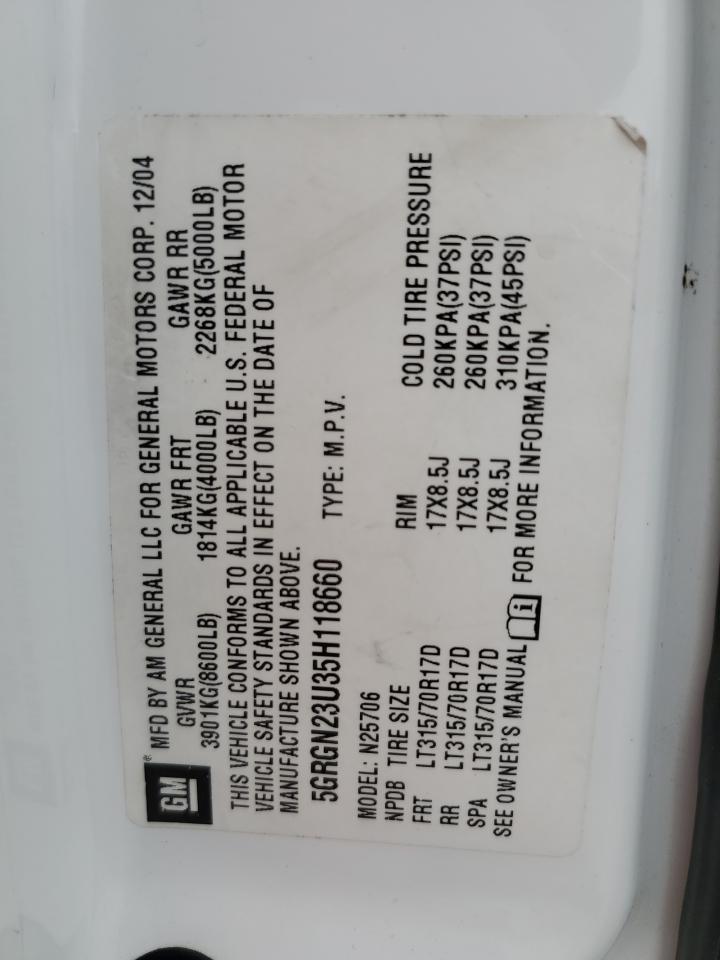 GM® MFD BY AM GENERAL LLC FOR GENERAL MOTORS CORP. 12/04
GVWR GAWR FRT GAWR RR
3901KG(8600LB) 1814KG(4000LB) 2268KG(5000LB)
THIS VEHICLE CONFORMS TO ALL APPLICABLE U.S. FEDERAL MOTOR
VEHICLE SAFETY STANDARDS IN EFFECT ON THE DATE OF
MANUFACTURE SHOWN ABOVE.
5GRGN23U35H118660 TYPE: M.P.V.
MODEL: N25706
NPDB TIRE SIZE RIM COLD TIRE PRESSURE
FRT LT315/70R17D 17X8.5J 260KPA(37PSI)
RR LT315/70R17D 17X8.5J 260KPA(37PSI)
SPA LT315/70R17D 17X8.5J 310KPA(45PSI)
SEE OWNER'S MANUAL i FOR MORE INFORMATION.